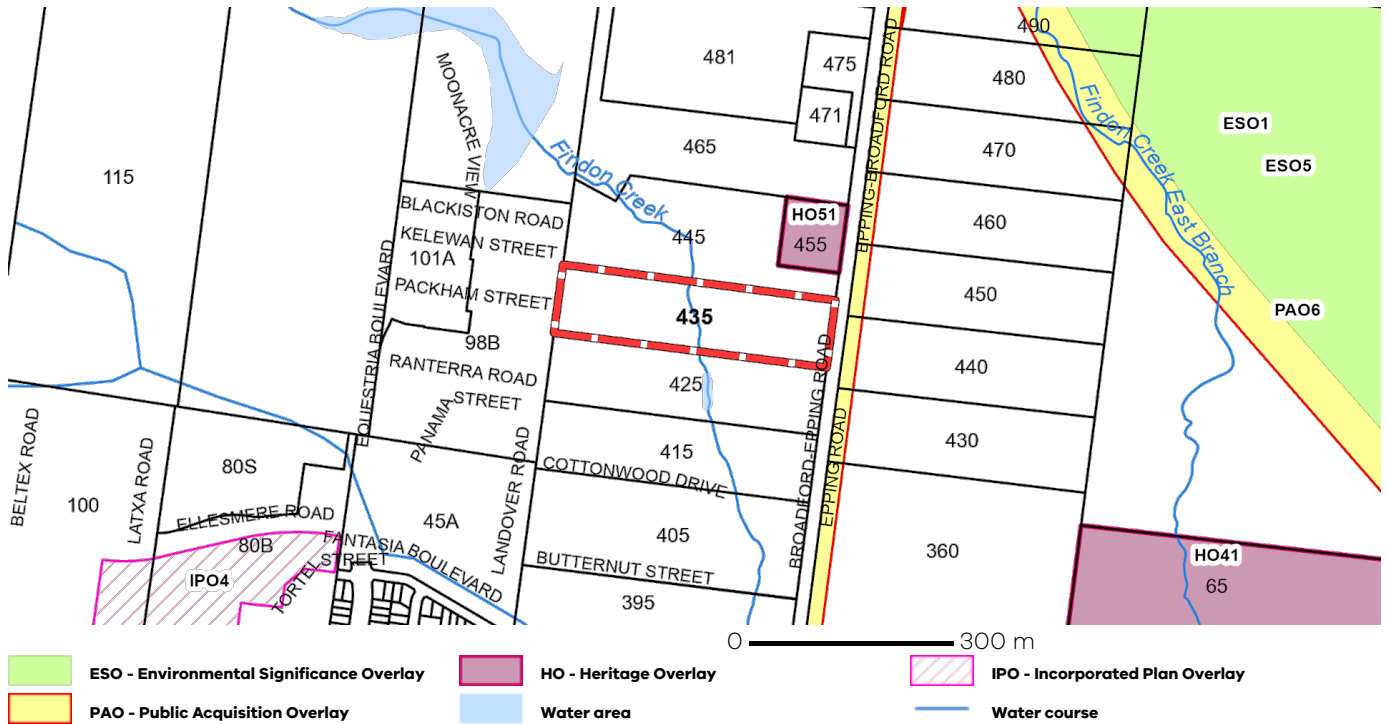 490
481
475
480
471
ESO1
465
470
ESO5
115
MOONACRE VIEW
Findon Creek
EPPING-BRADFORD ROAD
Findon Creek East Branch
BLACKISTON ROAD
HO51
KELEWAN STREET
445
455
460
101A
PACKHAM STREET
450
PAO6
435
EQUESTRIA BOULEVARD
98B
RANTERRA ROAD
425
440
STREET
PANAMA
BROADFORD-EPPING ROAD
EPPING ROAD
BELTEX ROAD
LATXA ROAD
80S
415
430
LANDOVER ROAD
COTTONWOOD DRIVE
100
ELLESMERE ROAD
45A
80B
FANTASIA BOULEVARD
405
360
HO41
STREET
BUTTERNUT STREET
IPO4
TORTEL
65
395
0 300 m
ESO - Environmental Significance Overlay
HO - Heritage Overlay
IPO - Incorporated Plan Overlay
PAO - Public Acquisition Overlay
Water area
Water course